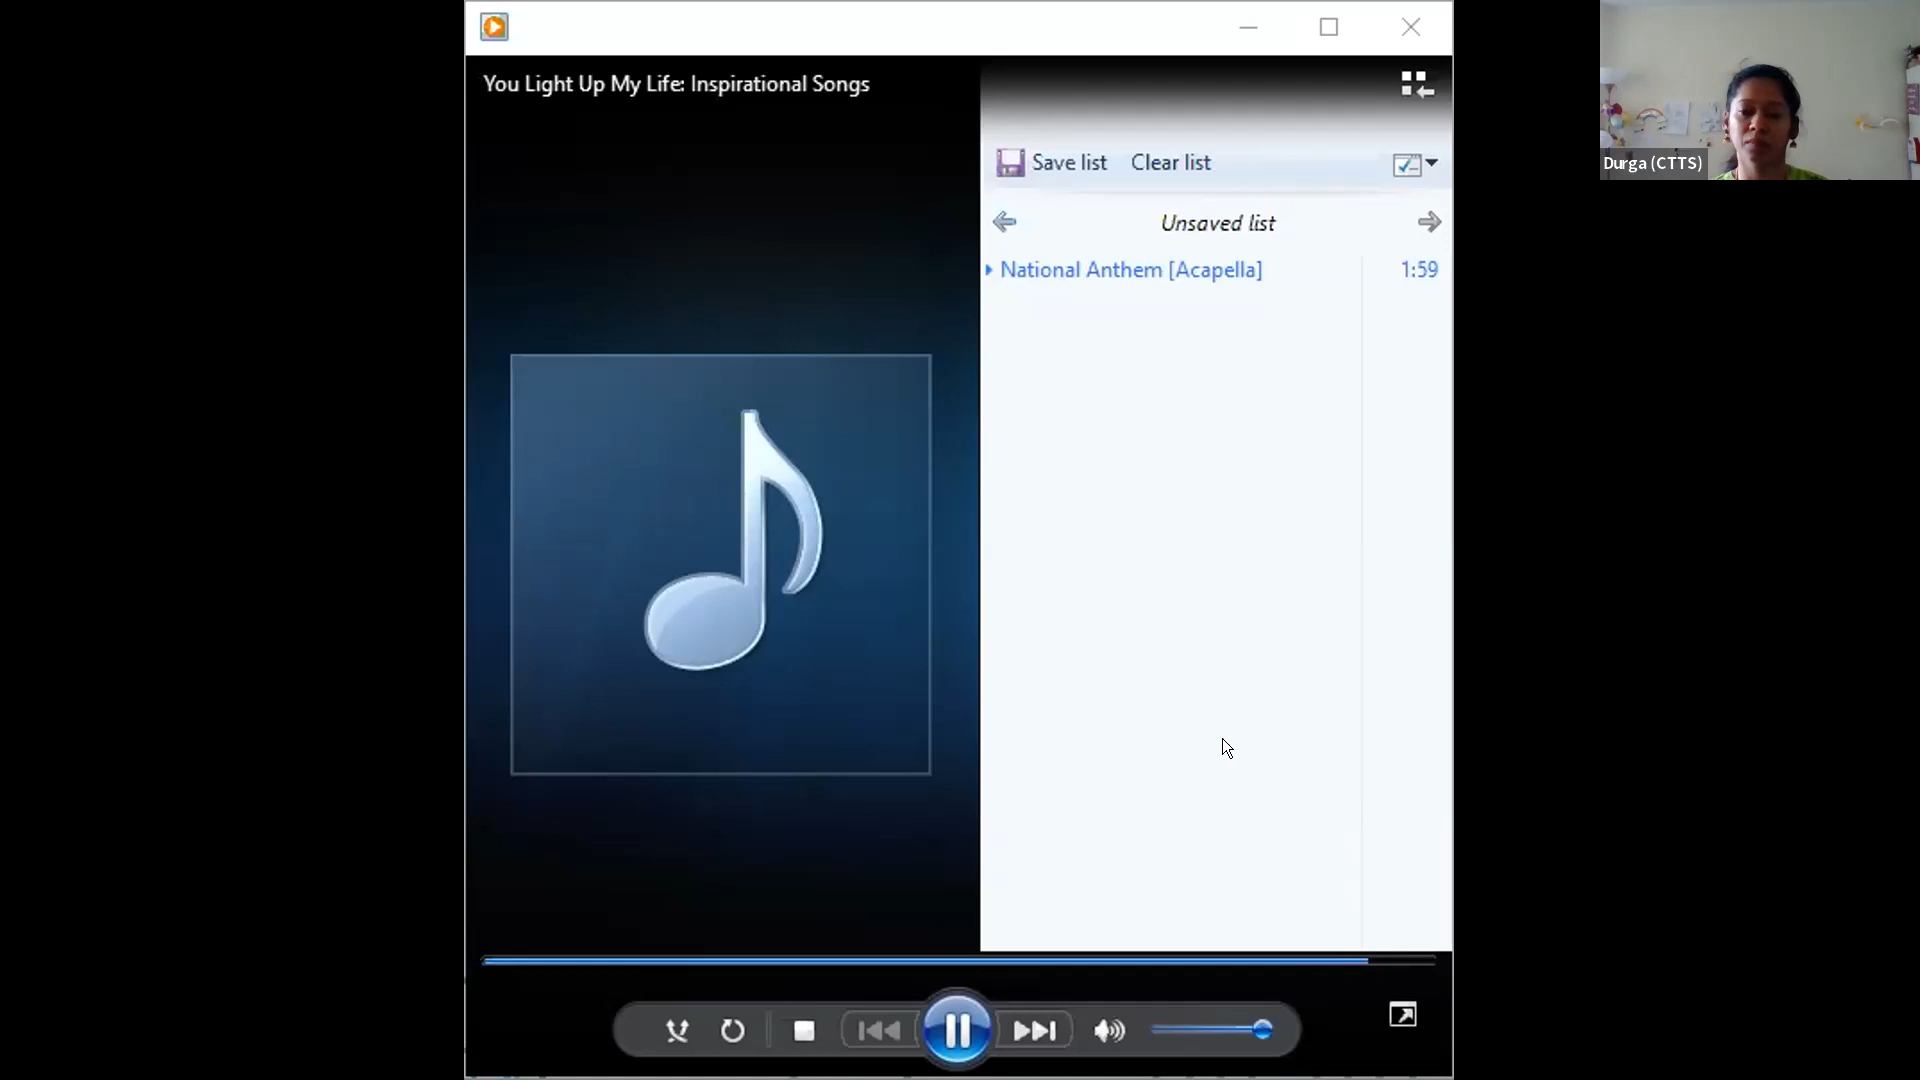 You Light Up My Life: Inspirational Songs
Save list Clear list
Unsaved list
National Anthem [Acapella] 1:59
Durga (CTTS)